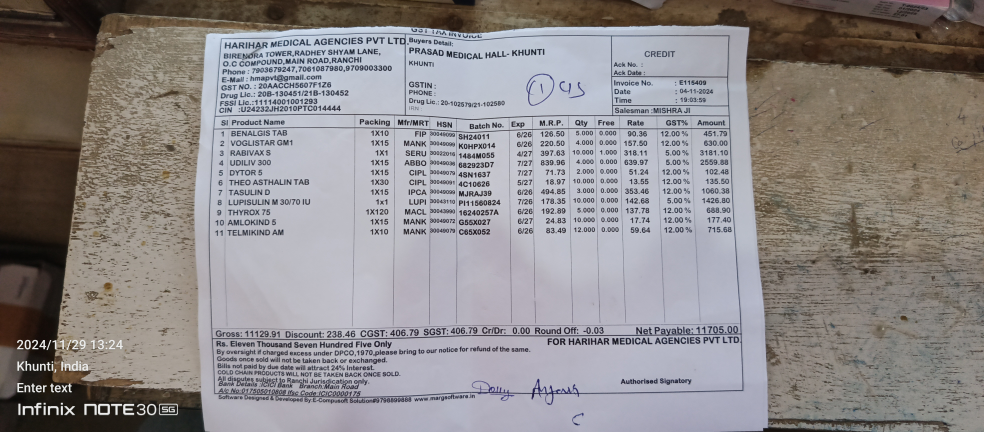 GST TAX INVOICE
HARIHAR MEDICAL AGENCIES PVT LTD
BIRENDRA TOWER,RADHEY SHYAM LANE,
O.C COMPOUND,MAIN ROAD,RANCHI
Phone : 7903679247,7061087980,9709003300
E-Mail : hmapvt@gmail.com
GST NO. : 20AACCH5607F1Z6
Drug Lic.: 20B-130451/21B-130452
FSSI Lic.:11114001001293
CIN :U24232JH2010PTC014444
Buyers Detail:
PRASAD MEDICAL HALL- KHUNTI
KHUNTI
GSTIN :
PHONE :
Drug Lic.: 20-102579/21-102580
CREDIT
Ack No. :
Ack Date :
Invoice No. : E116409
Date : 04-11-2024
Time : 19:03:59
Salesman :MISHRA JI
Sl Product Name Packing Mfr/MRT HSN Batch No. Exp M.R.P. Qty Free Rate GST% Amount
1 BENALGIS TAB 1X10 FIP 30049099 SH24011 6/26 126.50 5.000 0.000 90.36 12.00 % 451.79
2 VOGLISTAR GM1 1X15 MANK 30049099 K0HPX014 6/26 220.50 4.000 0.000 157.50 12.00 % 630.00
3 RABIVAX S 1X1 SERU 30022019 1484M055 4/27 397.63 10.000 1.000 318.11 5.00 % 3181.10
4 UDILIV 300 1X15 ABBO 30049036 682923D7 7/27 839.96 4.000 0.000 639.97 5.00 % 2559.88
5 DYTOR 5 1X15 CIPL 30049079 4SN1637 7/27 71.73 2.000 0.000 51.24 12.00 % 102.48
6 THEO ASTHALIN TAB 1X30 CIPL 30049091 4C10626 5/27 18.97 10.000 0.000 13.55 12.00 % 135.50
7 TASULIN D 1X15 IPCA 30049099 MJRAJ39 6/26 494.85 3.000 0.000 353.46 12.00 % 1060.38
8 LUPISULIN M 30/70 IU 1x1 LUPI 30043110 PI11560824 7/26 178.35 10.000 0.000 142.68 5.00 % 1426.80
9 THYROX 75 1X120 MACL 30043990 16240257A 6/26 192.89 5.000 0.000 137.78 12.00 % 688.90
10 AMLOKIND 5 1X15 MANK 30049072 G55X027 6/27 24.83 10.000 0.000 17.74 12.00 % 177.40
11 TELMIKIND AM 1X10 MANK 30049079 C65X052 6/26 83.49 12.000 0.000 59.64 12.00 % 715.68
Gross: 11129.91 Discount: 238.46 CGST: 406.79 SGST: 406.79 Cr/Dr: 0.00 Round Off: -0.03 Net Payable: 11705.00
Rs. Eleven Thousand Seven Hundred Five Only
FOR HARIHAR MEDICAL AGENCIES PVT LTD.
By oversight if charged excess under DPCO,1970,please bring to our notice for refund of the same.
Goods once sold will not be taken back or exchanged.
Bills not paid by due date will attract 24% Interest.
COLD CHAIN PRODUCTS WILL NOT BE TAKEN BACK ONCE SOLD.
All disputes subject to Ranchi Jurisdication only.
Bank Details :ICICI Bank Branch:Main Road
A/c No:017505010808 Ifsc Code:ICIC0000175
Authorised Signatory
Software Designed & Developed By:E-Compusoft Solution#9798899888 www.margsoftware.in
2024/11/29 13:24
Khunti, India
Enter text
Infinix NOTE 30 5G